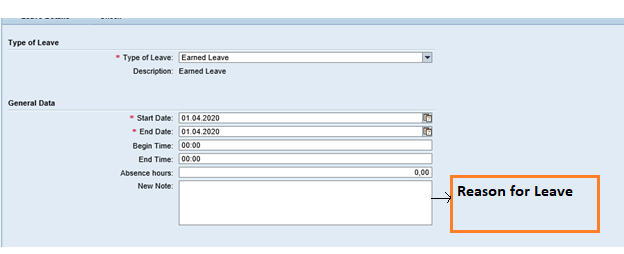 Type of Leave
* Type of Leave: Earned Leave
Description: Earned Leave
General Data
* Start Date: 01.04.2020
* End Date: 01.04.2020
Begin Time: 00:00
End Time: 00:00
Absence hours: 0,00
New Note:
Reason for Leave